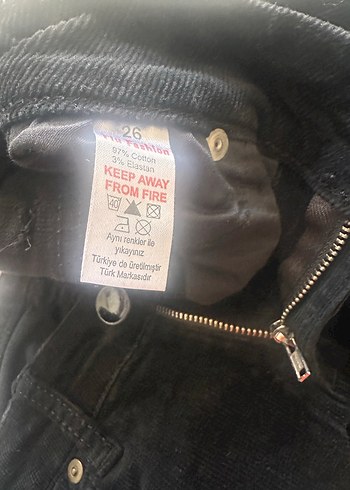 26
Fashion
97% Cotton
3% Elastan
KEEP AWAY
FROM FIRE
40
Aynı renkler ile
yıkayınız
Türkiye de üretilmiştir
Türk Markasıdır